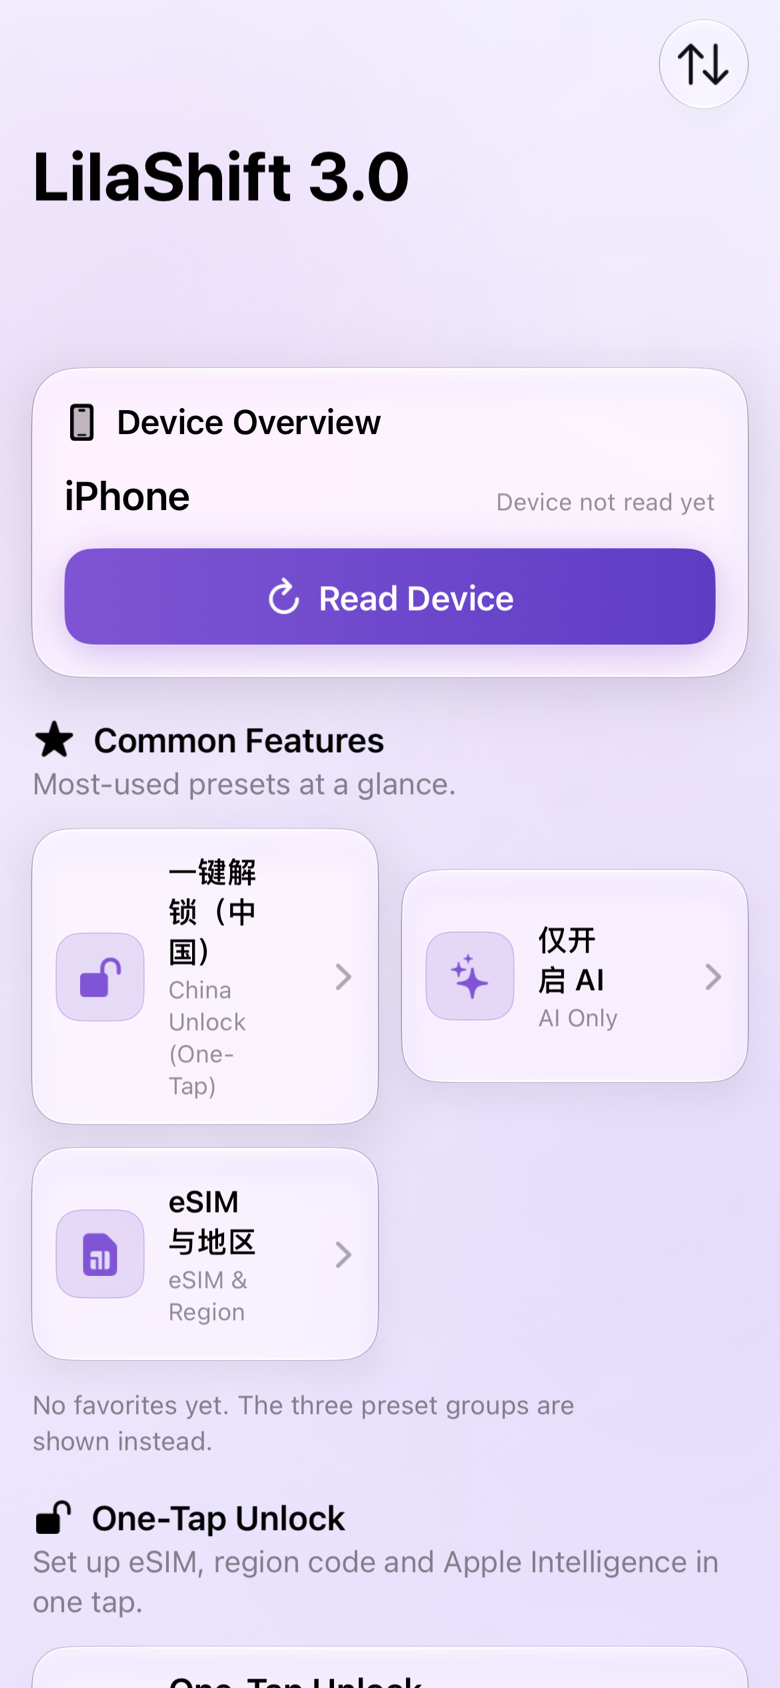 LilaShift 3.0
Device Overview
iPhone
Device not read yet
Read Device
Common Features
Most-used presets at a glance.
一键解
锁（中
国）
China
Unlock
(One-
Tap)
仅开
启 AI
AI Only
eSIM
与地区
eSIM &
Region
No favorites yet. The three preset groups are
shown instead.
One-Tap Unlock
Set up eSIM, region code and Apple Intelligence in
one tap.
One-Tap Unlock